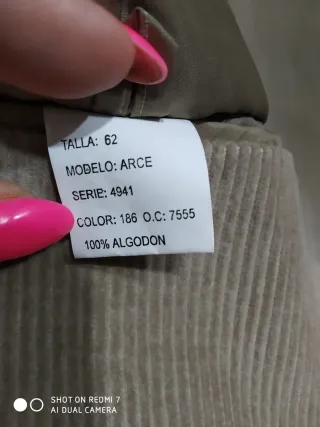 TALLA: 62
MODELO: ARCE
SERIE: 4941
COLOR: 186 O.C: 7555
100% ALGODON
SHOT ON REDMI 7
AI DUAL CAMERA